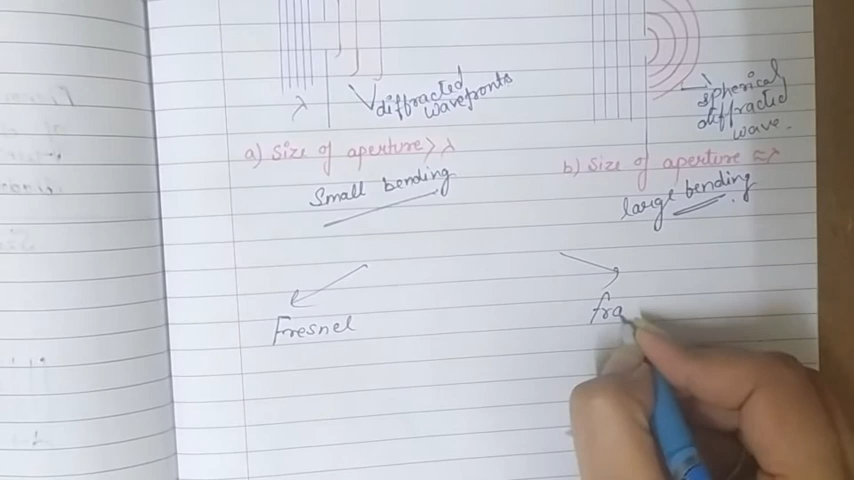 λ
diffracted
wavefronts
spherical
diffracted
wave.
a) Size of aperture > λ
Small bending
b) Size of aperture ≈ λ
large bending
Fresnel
fra